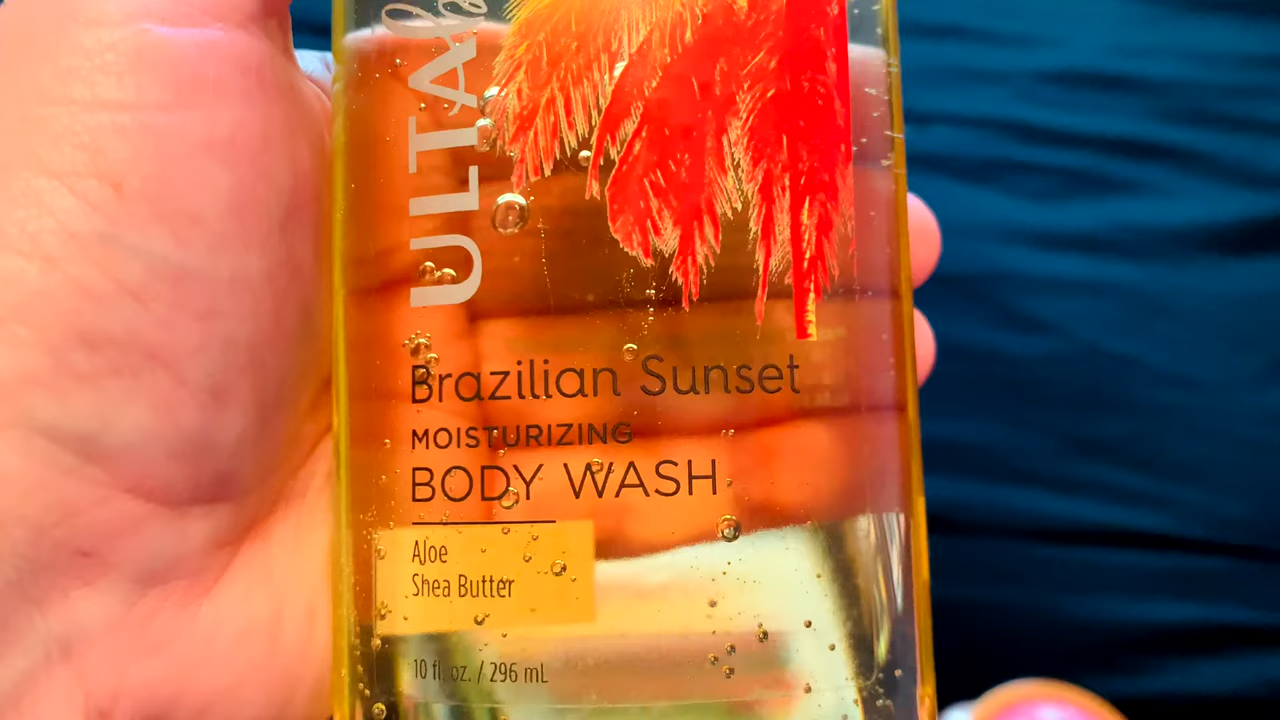 ULTA
Brazilian Sunset
MOISTURIZING
BODY WASH
Aloe
Shea Butter
10 fl. oz. / 296 mL